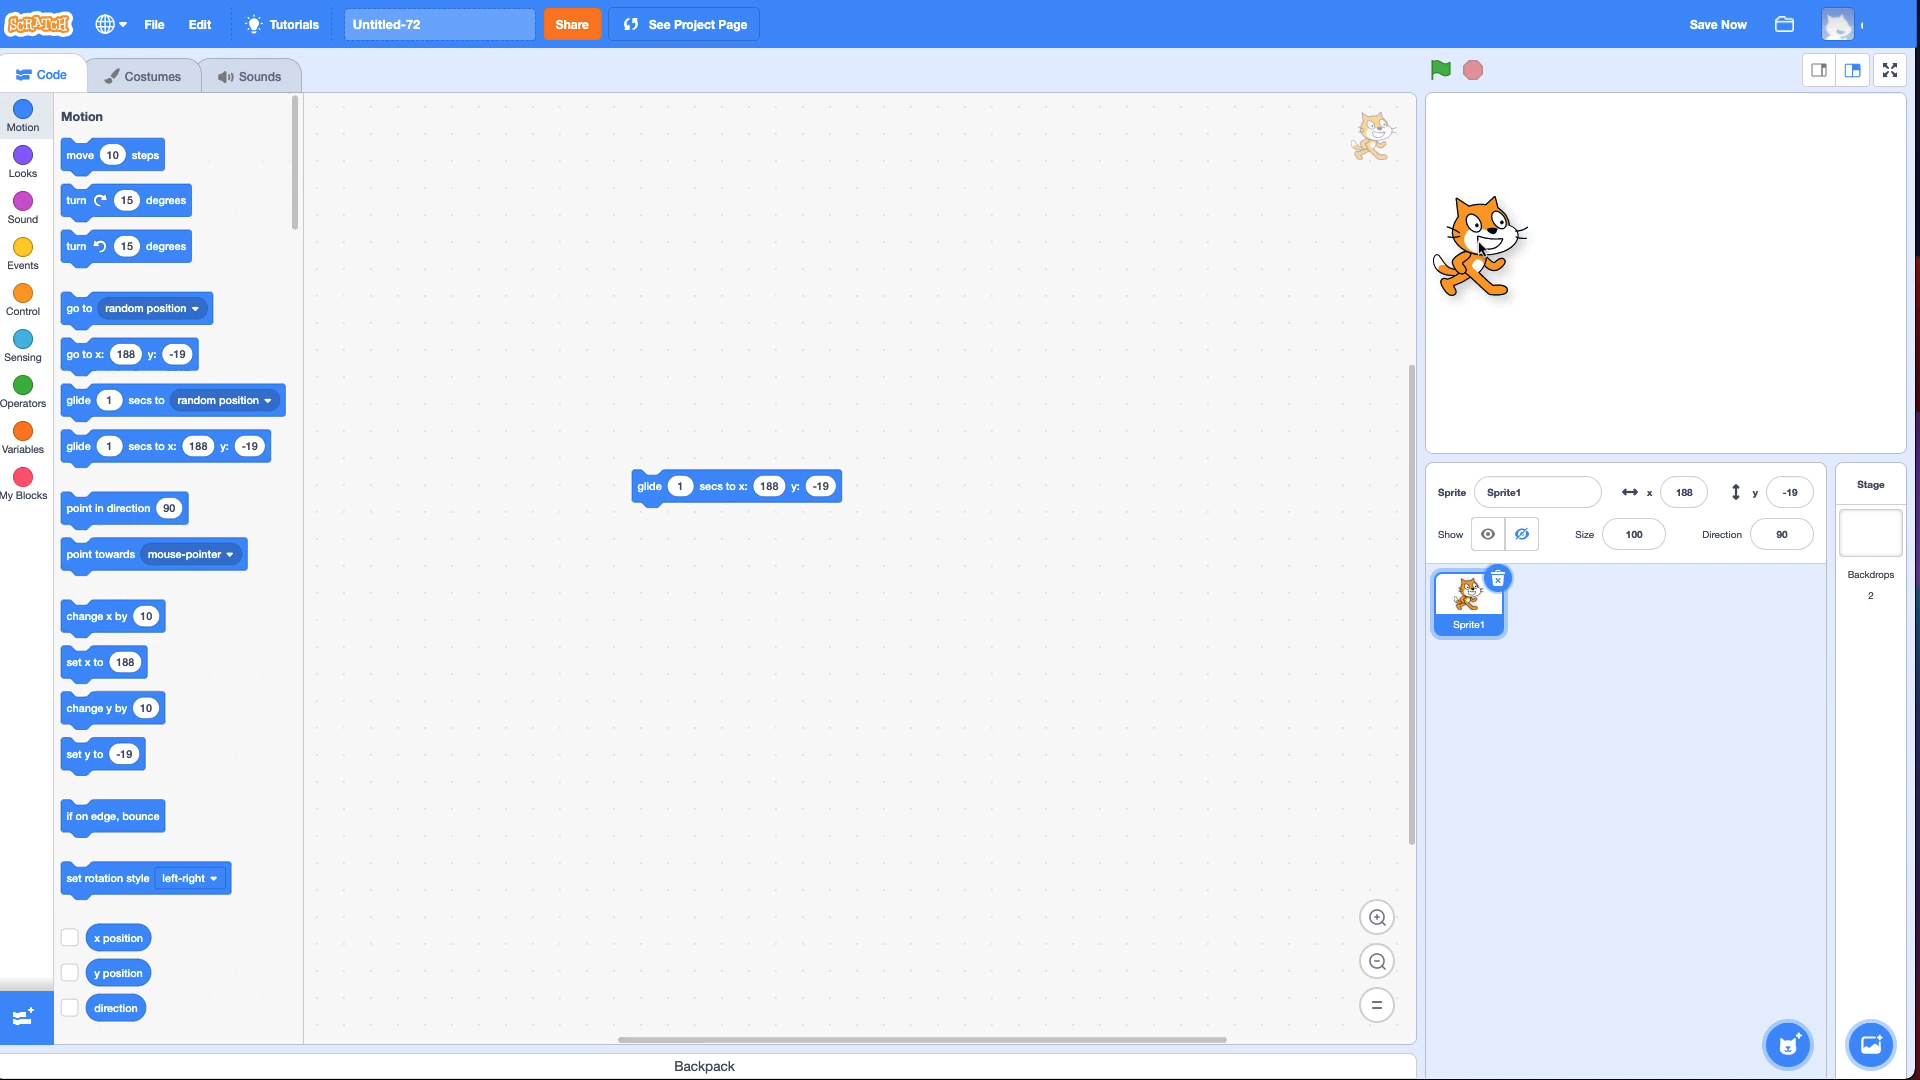 SCRATCH File Edit Tutorials Untitled-72 Share See Project Page Save Now
Code Costumes Sounds
Motion
Looks
Sound
Events
Control
Sensing
Operators
Variables
My Blocks
Motion
move 10 steps
turn 15 degrees
turn 15 degrees
go to random position
go to x: 188 y: -19
glide 1 secs to random position
glide 1 secs to x: 188 y: -19
point in direction 90
point towards mouse-pointer
change x by 10
set x to 188
change y by 10
set y to -19
if on edge, bounce
set rotation style left-right
x position
y position
direction
glide 1 secs to x: 188 y: -19
Sprite Sprite1 x 188 y -19
Show Size 100 Direction 90
Sprite1
Stage
Backdrops
2
Backpack